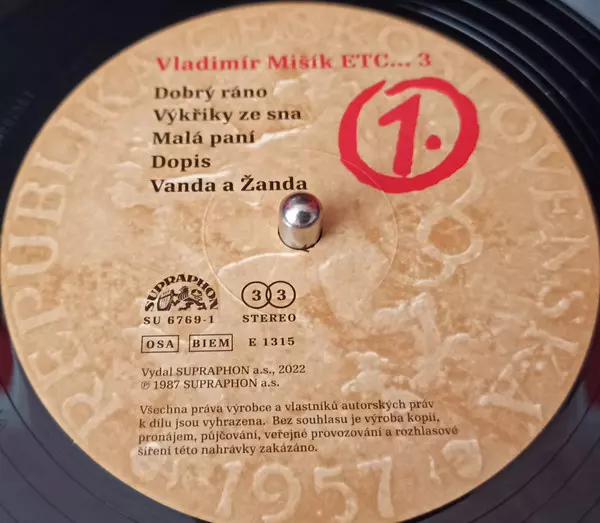 Vladimír Mišík ETC... 3
Dobrý ráno
Výkřiky ze sna
Malá paní
Dopis
Vanda a Žanda
1.
SUPRAPHON
SU 6769-1
33
STEREO
OSA BIEM E 1315
Vydal SUPRAPHON a.s., 2022
℗ 1987 SUPRAPHON a.s.
Všechna práva výrobce a vlastníků autorských práv
k dílu jsou vyhrazena. Bez souhlasu je výroba kopií,
pronájem, půjčování, veřejné provozování a rozhlasové
šíření této nahrávky zakázáno.
REPUBLIKA ČESKOSLOVENSKÁ
1957